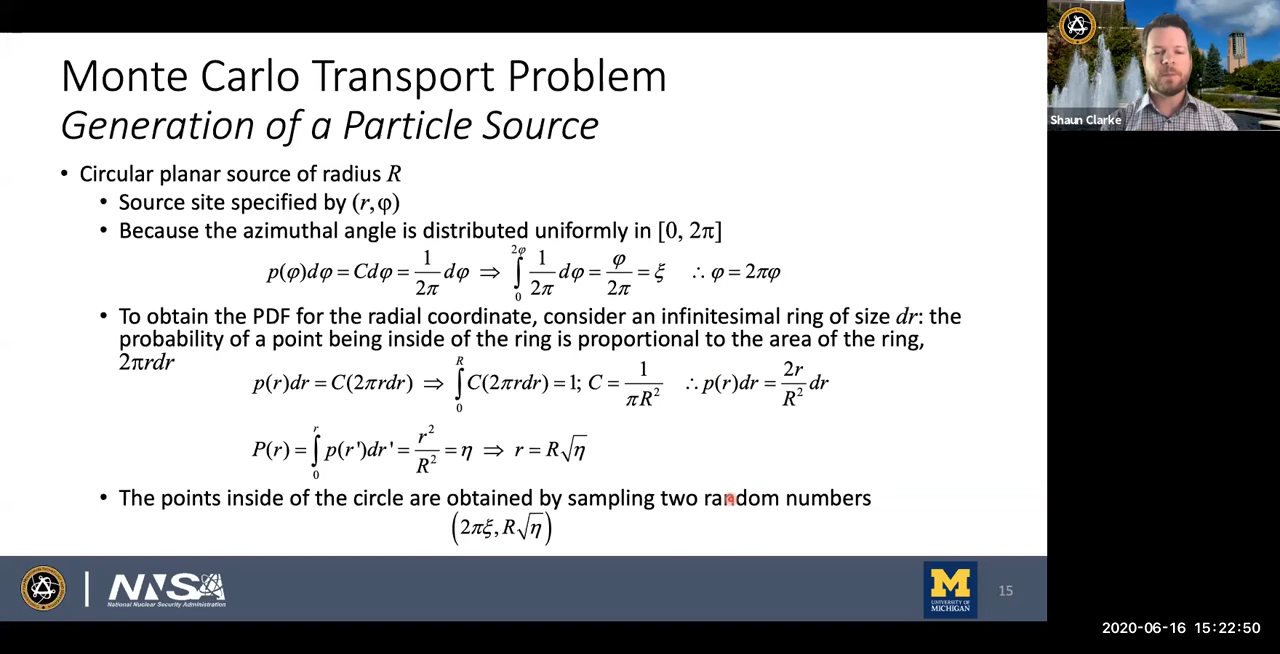 Monte Carlo Transport Problem
Generation of a Particle Source
• Circular planar source of radius R
• Source site specified by (r,φ)
• Because the azimuthal angle is distributed uniformly in [0, 2π]
p(φ)dφ = Cdφ = 1/2π dφ ⇒ ∫₀^2φ 1/2π dφ = φ/2π = ξ ∴ φ = 2πφ
• To obtain the PDF for the radial coordinate, consider an infinitesimal ring of size dr: the
probability of a point being inside of the ring is proportional to the area of the ring,
2πrdr
p(r)dr = C(2πrdr) ⇒ ∫₀^R C(2πrdr) = 1; C = 1/πR² ∴ p(r)dr = 2r/R² dr
P(r) = ∫₀^r p(r')dr' = r²/R² = η ⇒ r = R√η
• The points inside of the circle are obtained by sampling two random numbers
(2πξ, R√η)
Shaun Clarke
NNSA
National Nuclear Security Administration
M
UNIVERSITY OF
MICHIGAN
15
2020-06-16 15:22:50